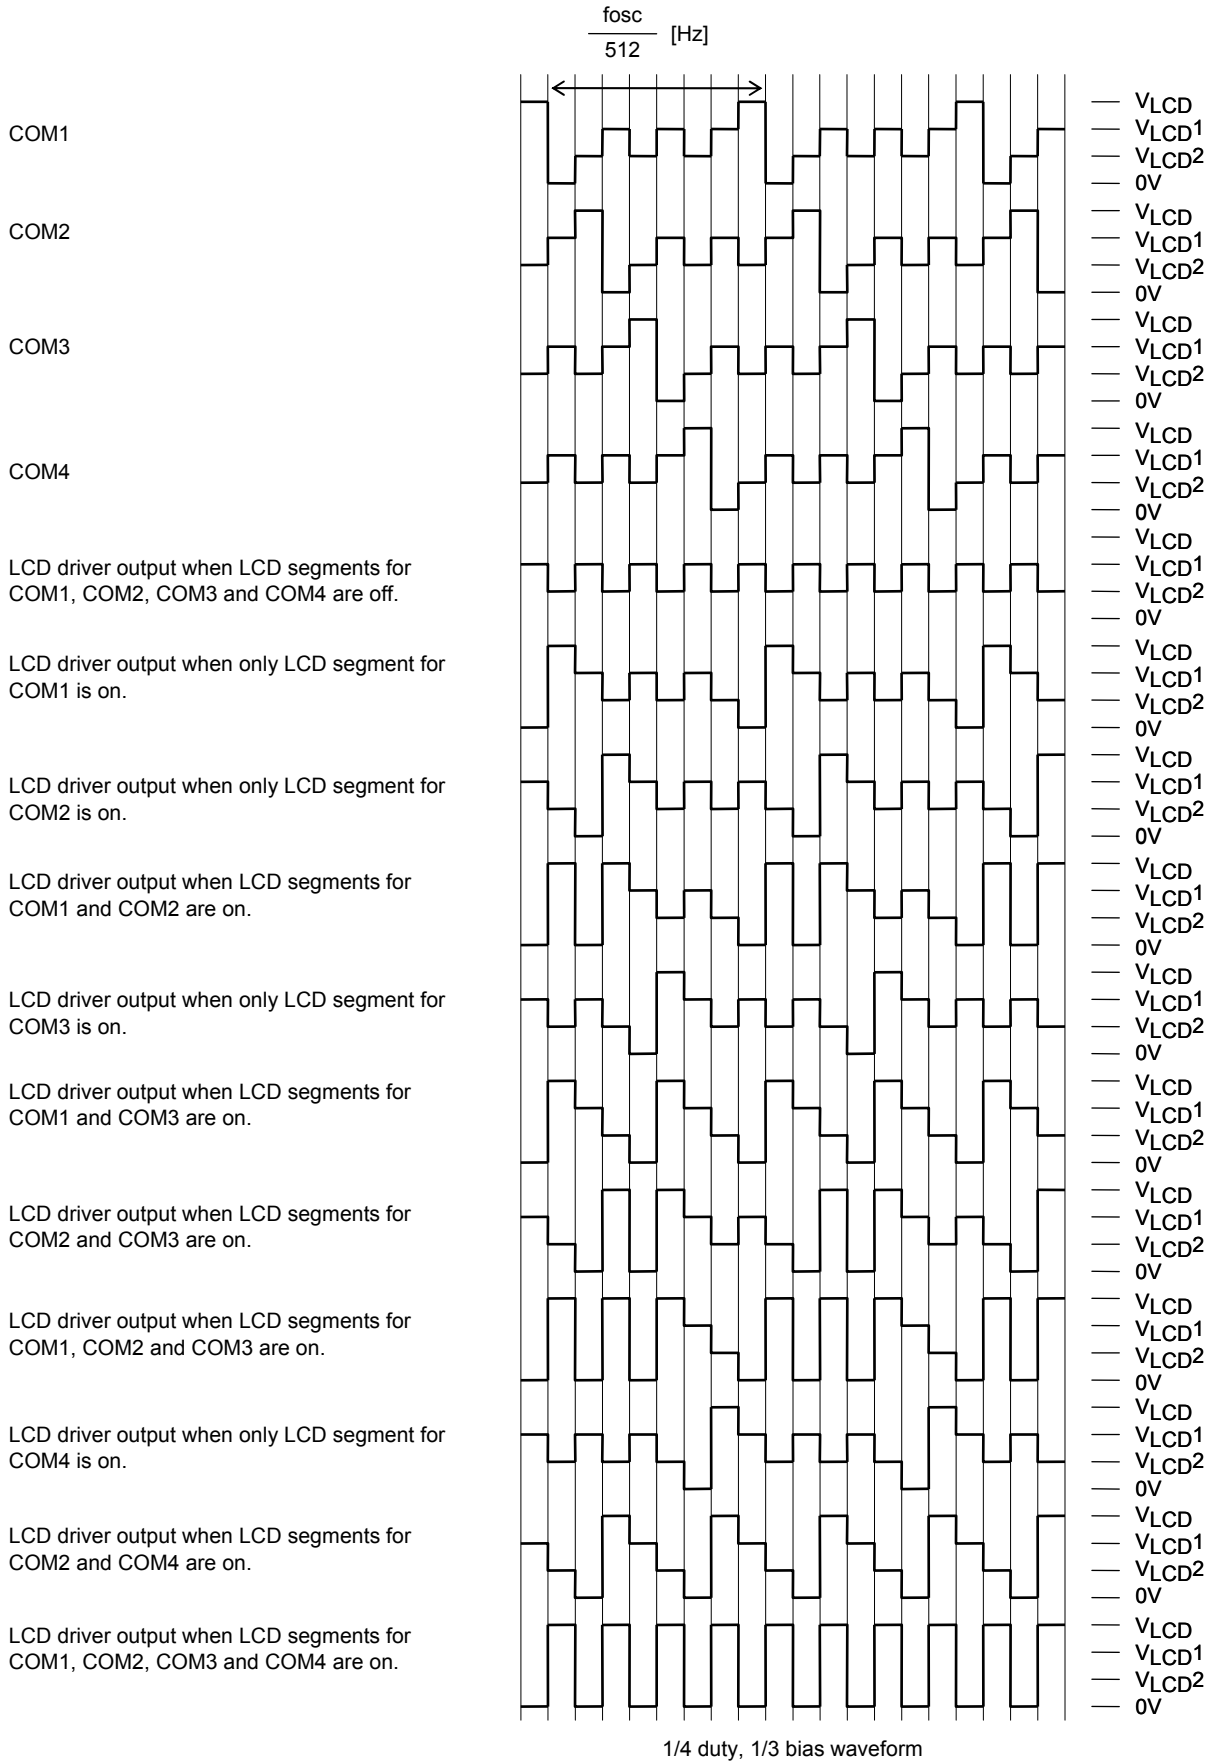 fosc
512
[Hz]
COM1
VLCD
VLCD1
VLCD2
0V
COM2
VLCD
VLCD1
VLCD2
0V
COM3
VLCD
VLCD1
VLCD2
0V
COM4
VLCD
VLCD1
VLCD2
0V
LCD driver output when LCD segments for
COM1, COM2, COM3 and COM4 are off.
VLCD
VLCD1
VLCD2
0V
LCD driver output when only LCD segment for
COM1 is on.
VLCD
VLCD1
VLCD2
0V
LCD driver output when only LCD segment for
COM2 is on.
VLCD
VLCD1
VLCD2
0V
LCD driver output when LCD segments for
COM1 and COM2 are on.
VLCD
VLCD1
VLCD2
0V
LCD driver output when only LCD segment for
COM3 is on.
VLCD
VLCD1
VLCD2
0V
LCD driver output when LCD segments for
COM1 and COM3 are on.
VLCD
VLCD1
VLCD2
0V
LCD driver output when LCD segments for
COM2 and COM3 are on.
VLCD
VLCD1
VLCD2
0V
LCD driver output when LCD segments for
COM1, COM2 and COM3 are on.
VLCD
VLCD1
VLCD2
0V
LCD driver output when only LCD segment for
COM4 is on.
VLCD
VLCD1
VLCD2
0V
LCD driver output when LCD segments for
COM2 and COM4 are on.
VLCD
VLCD1
VLCD2
0V
LCD driver output when LCD segments for
COM1, COM2, COM3 and COM4 are on.
VLCD
VLCD1
VLCD2
0V
1/4 duty, 1/3 bias waveform